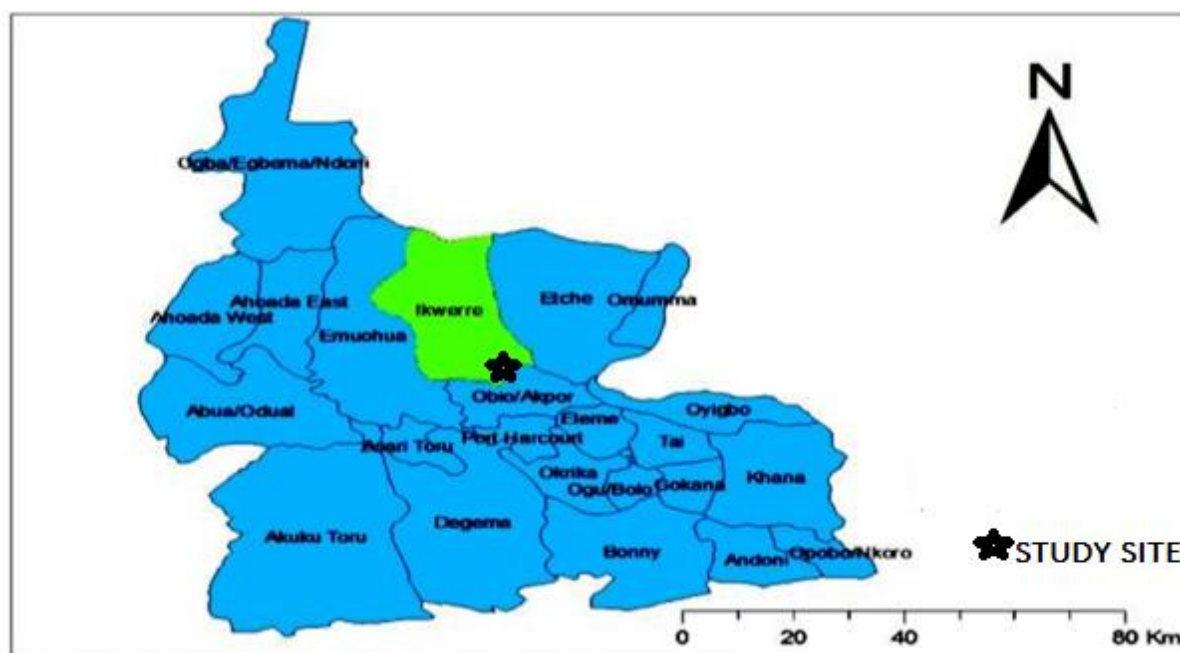 N
Ogba/Egbema/Ndoni
Ahoada East
Ahoada West
Emuohua
Ikwerre
Etche
Omumma
Abua/Odual
Obio/Akpor
Oyigbo
Eleme
Asari Toru
Port Harcourt
Tai
Okrika
Ogu/Bolo
Gokana
Khana
Akuku Toru
Degema
Bonny
Andoni
Opobo/Nkoro
STUDY SITE
0 20 40 80 Km